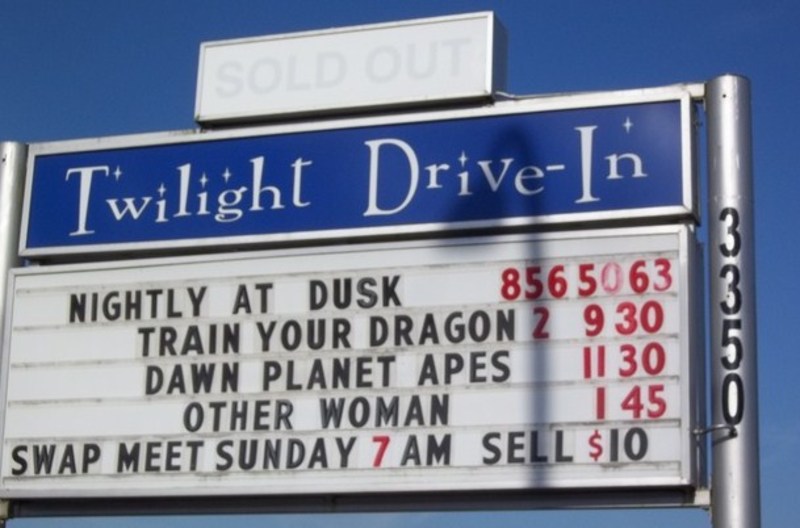 SOLD OUT
Twilight Drive-In
NIGHTLY AT DUSK 856 5063
TRAIN YOUR DRAGON 2 9 30
DAWN PLANET APES 11 30
OTHER WOMAN 1 45
SWAP MEET SUNDAY 7 AM SELL $10
3350